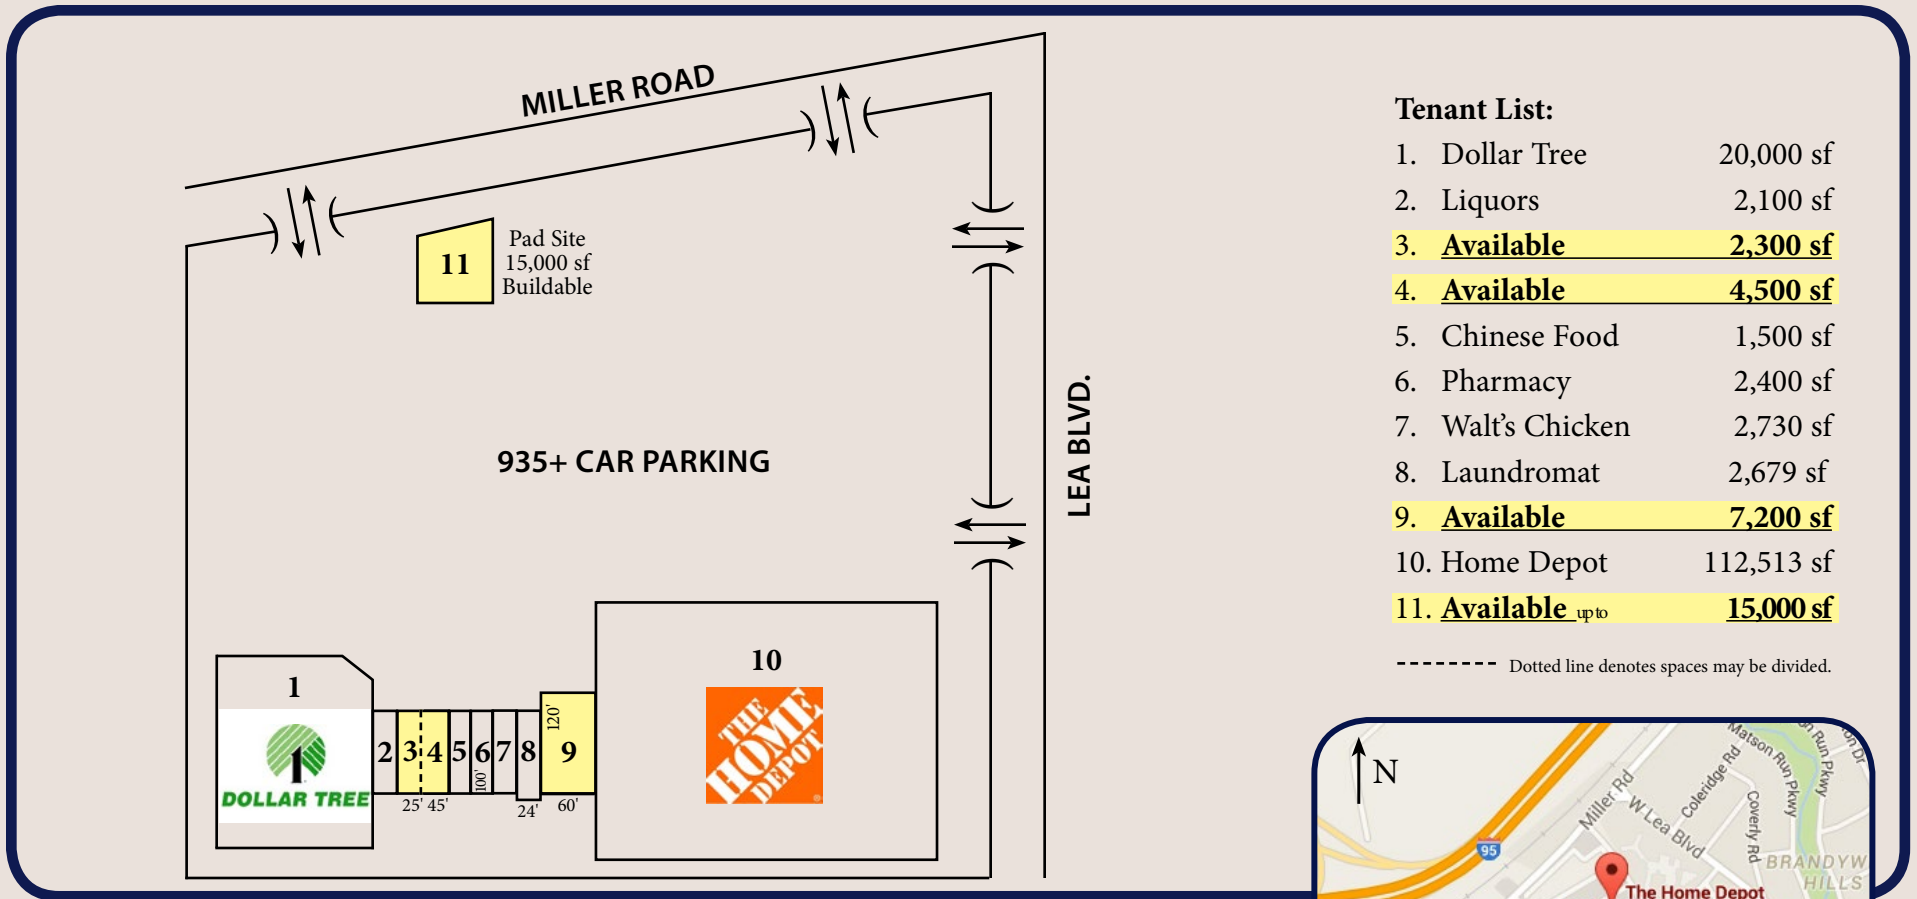 MILLER ROAD
11
Pad Site
15,000 sf
Buildable
935+ CAR PARKING
LEA BLVD.
1
DOLLAR TREE
2
3
4
5
6
100'
7
8
120'
9
25' 45'
24'
60'
10
THE
HOME
DEPOT
®
Tenant List:
1. Dollar Tree 20,000 sf
2. Liquors 2,100 sf
3. Available 2,300 sf
4. Available 4,500 sf
5. Chinese Food 1,500 sf
6. Pharmacy 2,400 sf
7. Walt's Chicken 2,730 sf
8. Laundromat 2,679 sf
9. Available 7,200 sf
10. Home Depot 112,513 sf
11. Available up to 15,000 sf
Dotted line denotes spaces may be divided.
N
95
Miller Rd
W Lea Blvd
Coleridge Rd
Matson Run Pkwy
Coverly Rd
Run Pkwy
Dr
BRANDYW
HILLS
The Home Depot